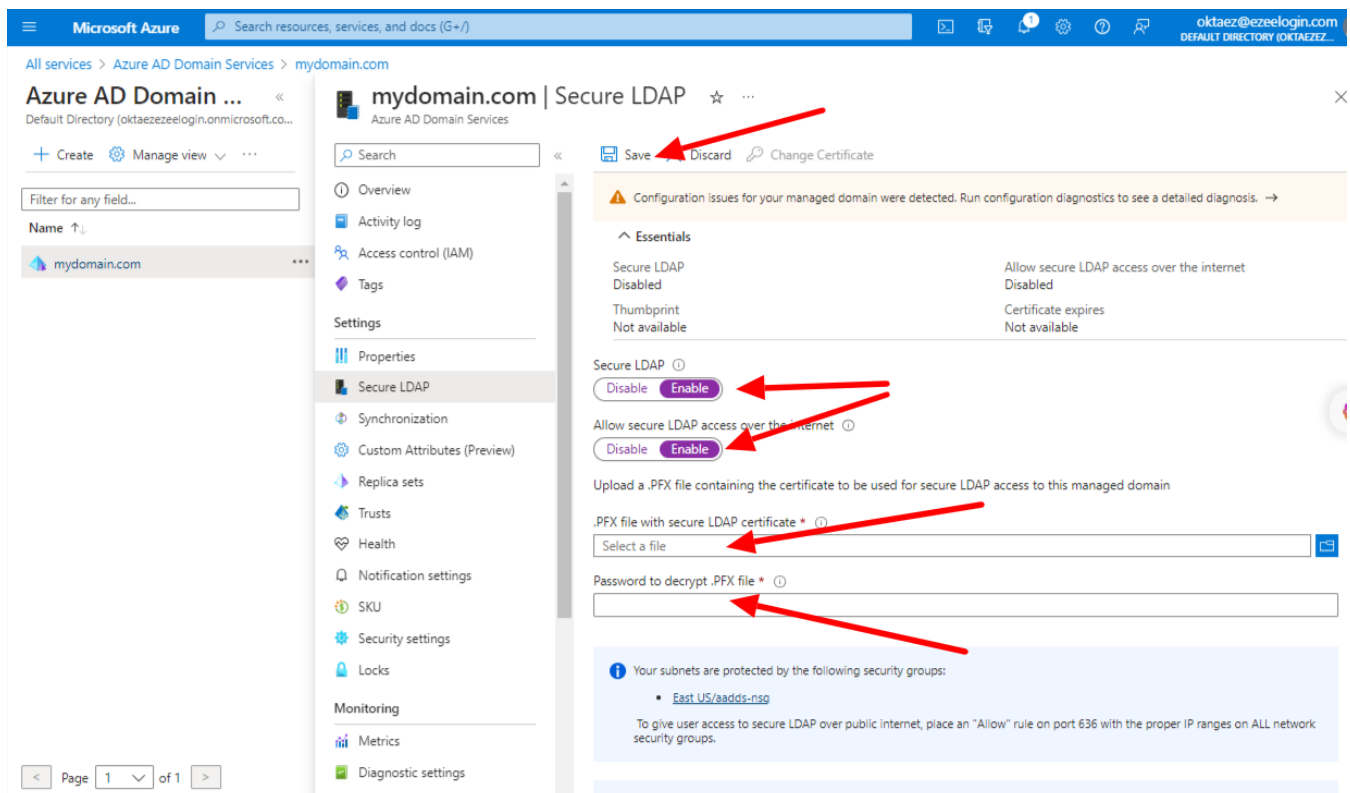 Microsoft Azure
Search resources, services, and docs (G+/)
1
oktaez@ezeelogin.com
DEFAULT DIRECTORY (OKTAEZEZ...
All services > Azure AD Domain Services > mydomain.com
Azure AD Domain ...
Default Directory (oktaezezeelogin.onmicrosoft.co...
Create
Manage view
Filter for any field...
Name
mydomain.com
Page 1 of 1
mydomain.com | Secure LDAP
Azure AD Domain Services
Search
Overview
Activity log
Access control (IAM)
Tags
Settings
Properties
Secure LDAP
Synchronization
Custom Attributes (Preview)
Replica sets
Trusts
Health
Notification settings
SKU
Security settings
Locks
Monitoring
Metrics
Diagnostic settings
Save
Discard
Change Certificate
Configuration issues for your managed domain were detected. Run configuration diagnostics to see a detailed diagnosis. →
Essentials
Secure LDAP
Disabled
Allow secure LDAP access over the internet
Disabled
Thumbprint
Not available
Certificate expires
Not available
Secure LDAP
Disable Enable
Allow secure LDAP access over the internet
Disable Enable
Upload a .PFX file containing the certificate to be used for secure LDAP access to this managed domain
.PFX file with secure LDAP certificate *
Select a file
Password to decrypt .PFX file *
Your subnets are protected by the following security groups:
• East US/aadds-nsg
To give user access to secure LDAP over public internet, place an "Allow" rule on port 636 with the proper IP ranges on ALL network
security groups.